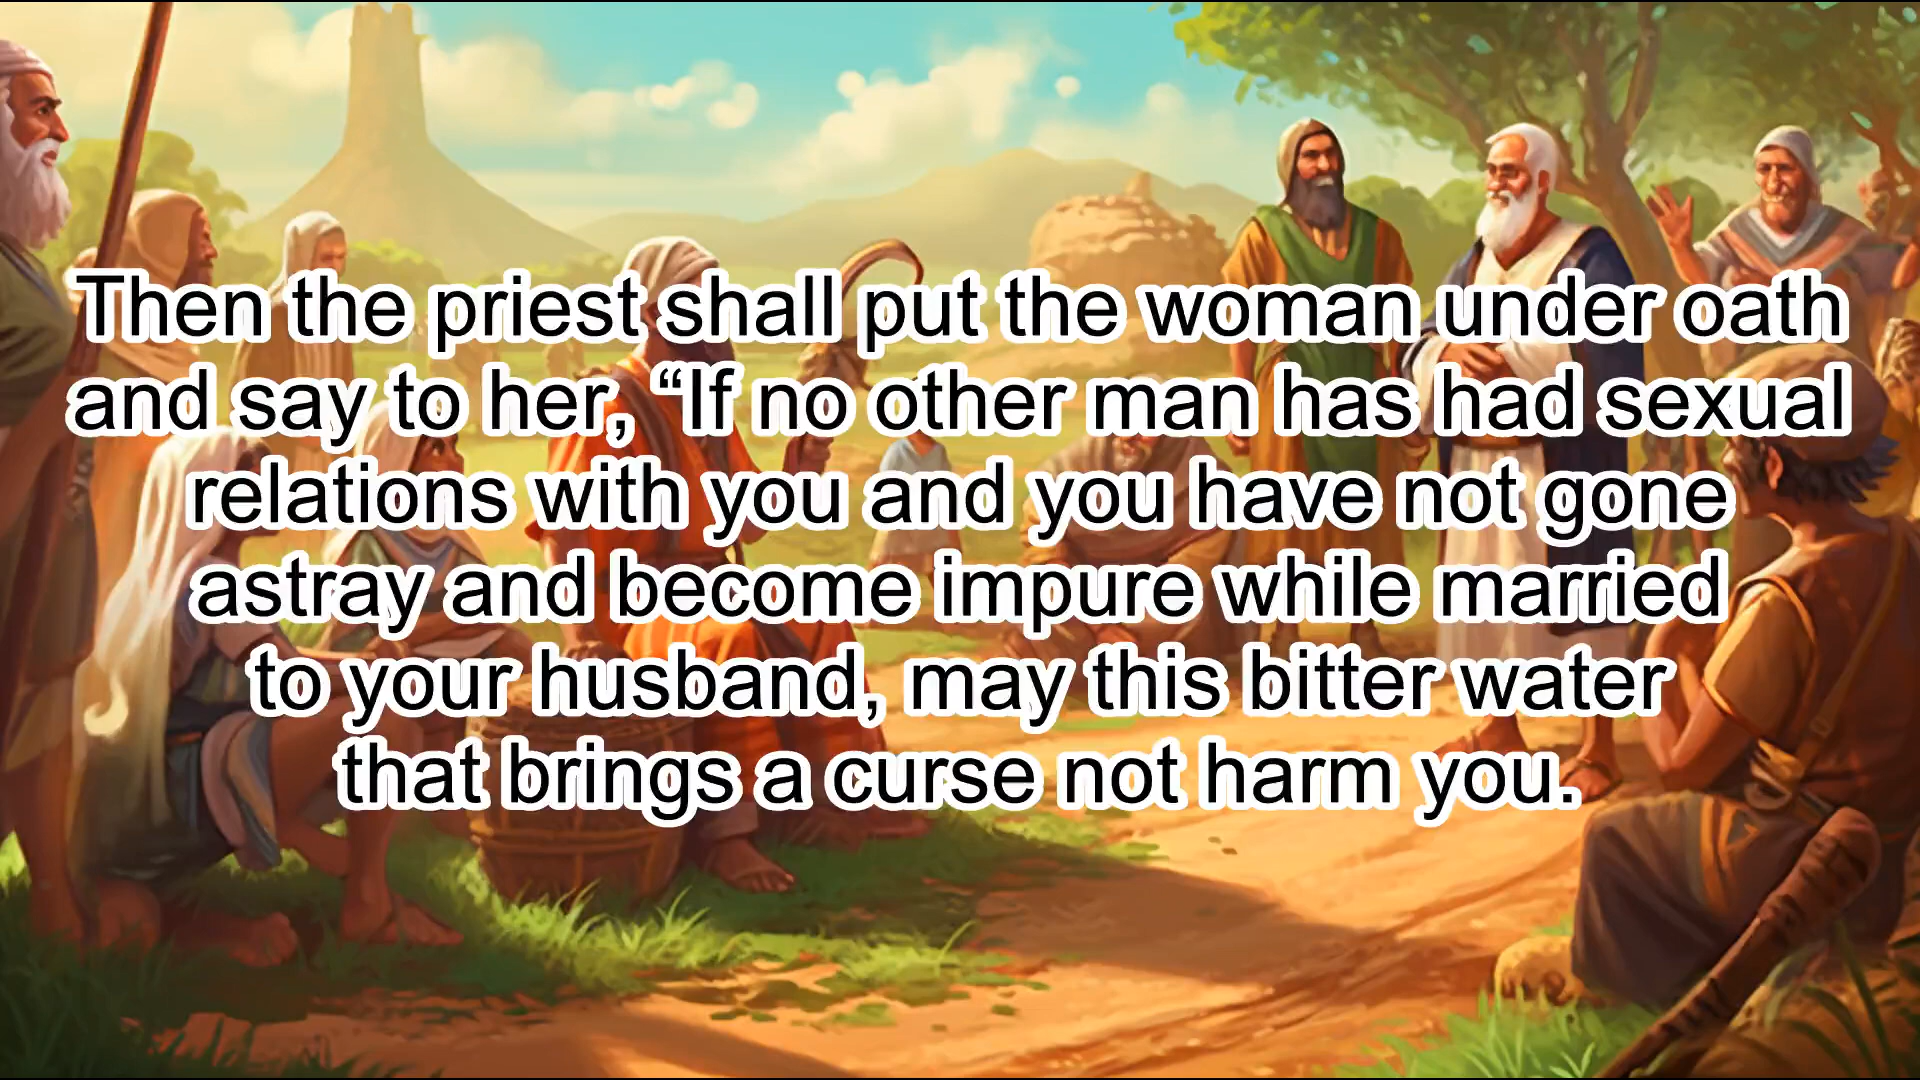 Then the priest shall put the woman under oath
and say to her, “If no other man has had sexual
relations with you and you have not gone
astray and become impure while married
to your husband, may this bitter water
that brings a curse not harm you.